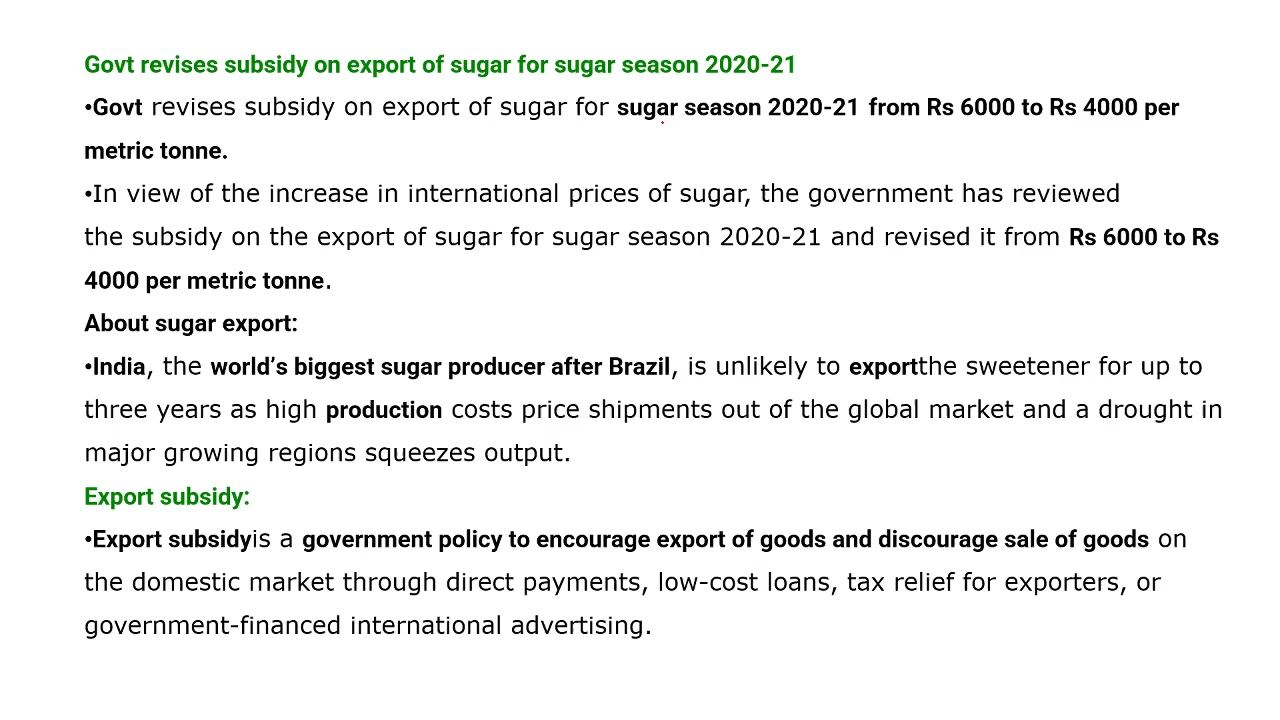 Govt revises subsidy on export of sugar for sugar season 2020-21
•Govt revises subsidy on export of sugar for sugar season 2020-21 from Rs 6000 to Rs 4000 per
metric tonne.
•In view of the increase in international prices of sugar, the government has reviewed
the subsidy on the export of sugar for sugar season 2020-21 and revised it from Rs 6000 to Rs
4000 per metric tonne.
About sugar export:
•India, the world’s biggest sugar producer after Brazil, is unlikely to exportthe sweetener for up to
three years as high production costs price shipments out of the global market and a drought in
major growing regions squeezes output.
Export subsidy:
•Export subsidyis a government policy to encourage export of goods and discourage sale of goods on
the domestic market through direct payments, low-cost loans, tax relief for exporters, or
government-financed international advertising.